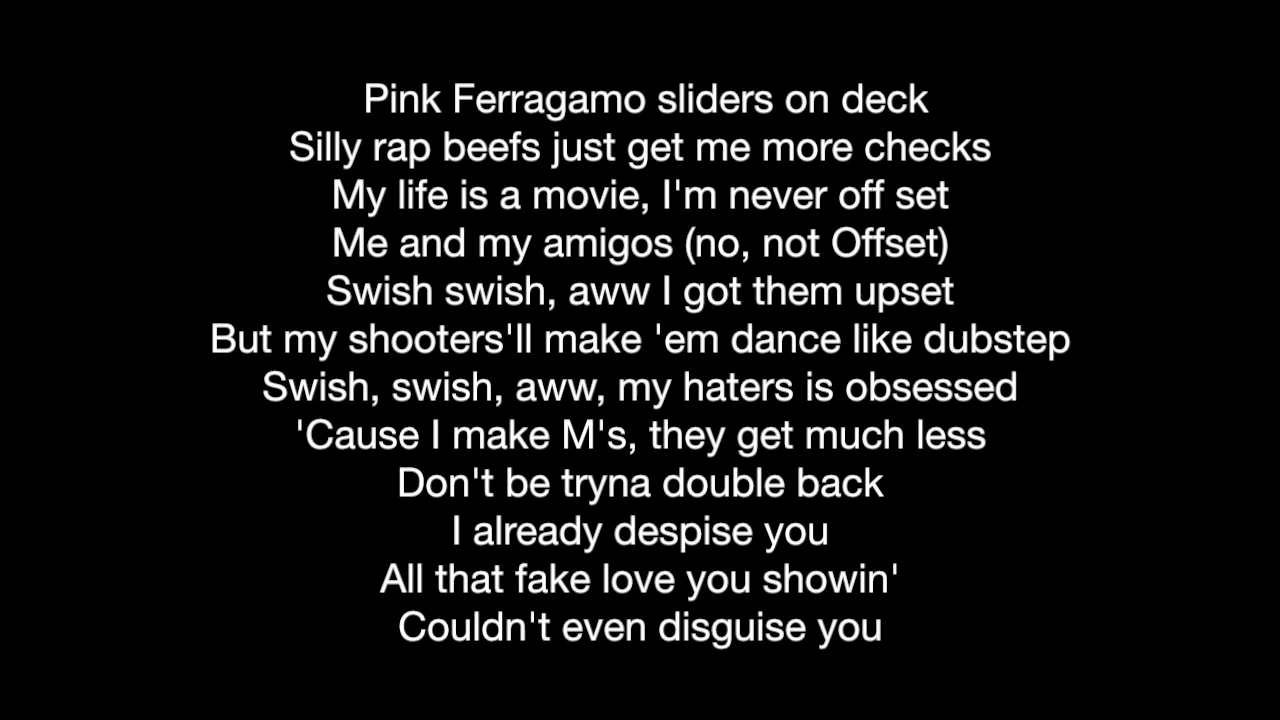 Pink Ferragamo sliders on deck
Silly rap beefs just get me more checks
My life is a movie, I'm never off set
Me and my amigos (no, not Offset)
Swish swish, aww I got them upset
But my shooters'll make 'em dance like dubstep
Swish, swish, aww, my haters is obsessed
'Cause I make M's, they get much less
Don't be tryna double back
I already despise you
All that fake love you showin'
Couldn't even disguise you